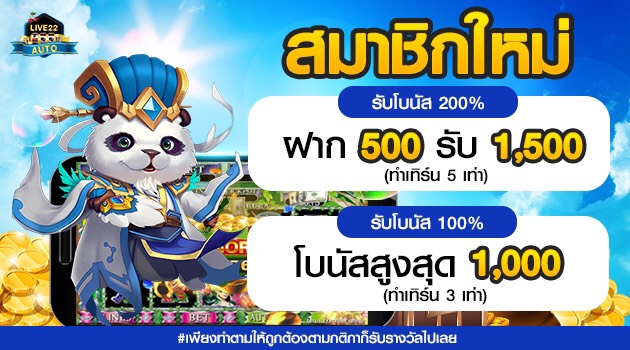 LIVE22
AUTO
สมาชิกใหม่
รับโบนัส 200%
ฝาก 500 รับ 1,500
(ทำเทิร์น 5 เท่า)
รับโบนัส 100%
โบนัสสูงสุด 1,000
(ทำเทิร์น 3 เท่า)
LINES BET
#เพียงทำตามให้ถูกต้องตามกติกาก็รับรางวัลไปเลย